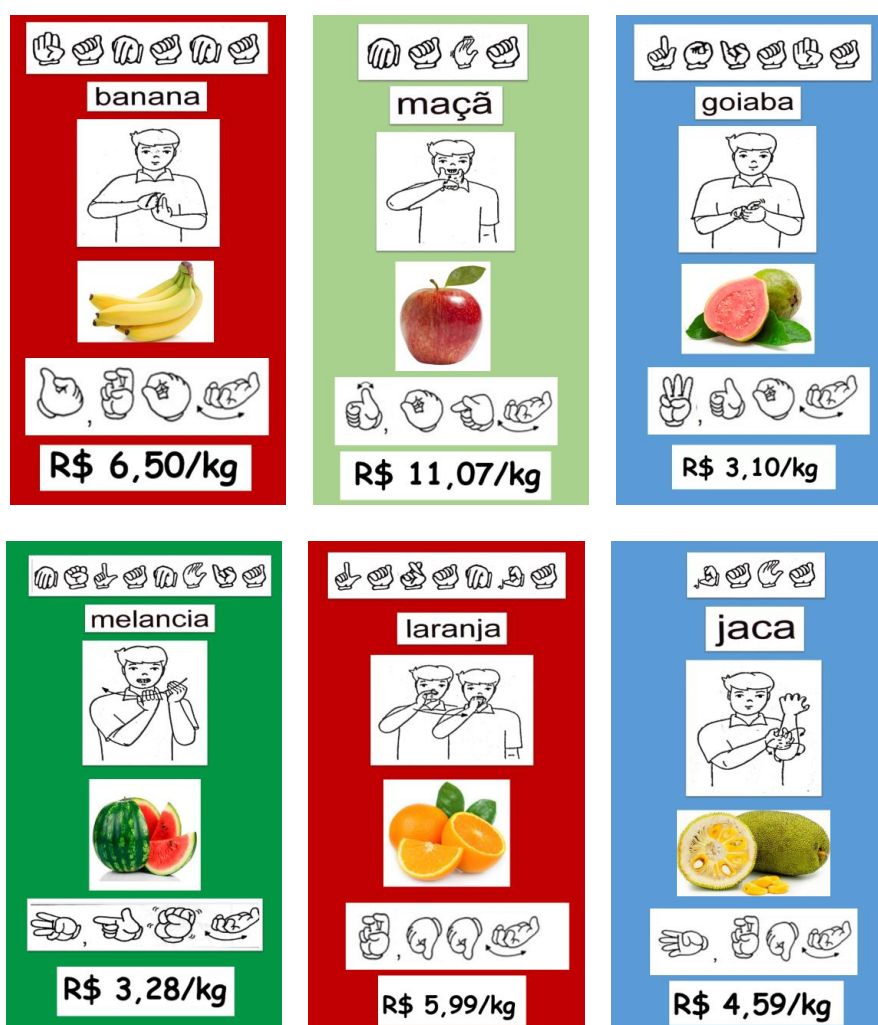 banana
R$ 6,50/kg
maçã
R$ 11,07/kg
goiaba
R$ 3,10/kg
melancia
R$ 3,28/kg
laranja
R$ 5,99/kg
jaca
R$ 4,59/kg